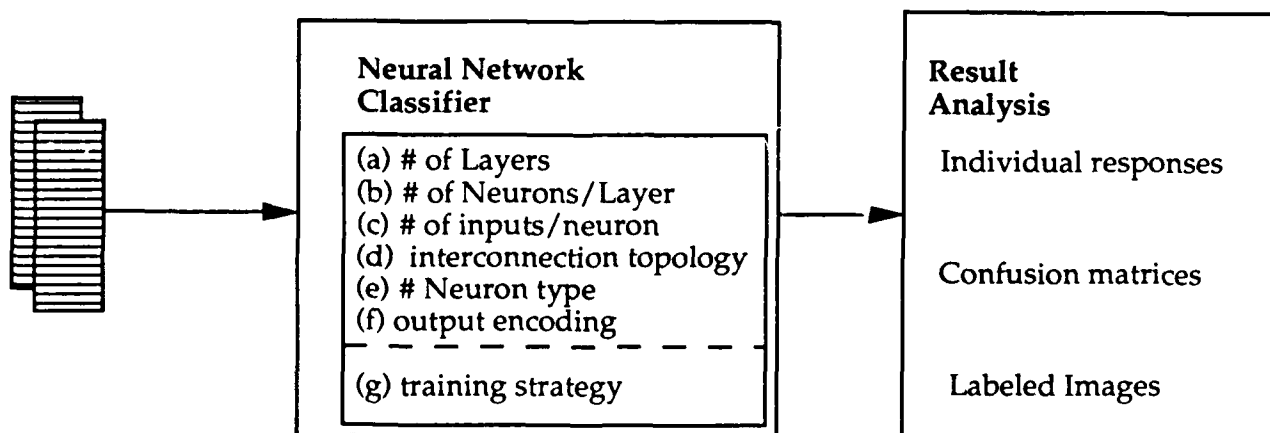 Neural Network
Classifier
(a) # of Layers
(b) # of Neurons/Layer
(c) # of inputs/neuron
(d) interconnection topology
(e) # Neuron type
(f) output encoding
(g) training strategy
Result
Analysis
Individual responses
Confusion matrices
Labeled Images